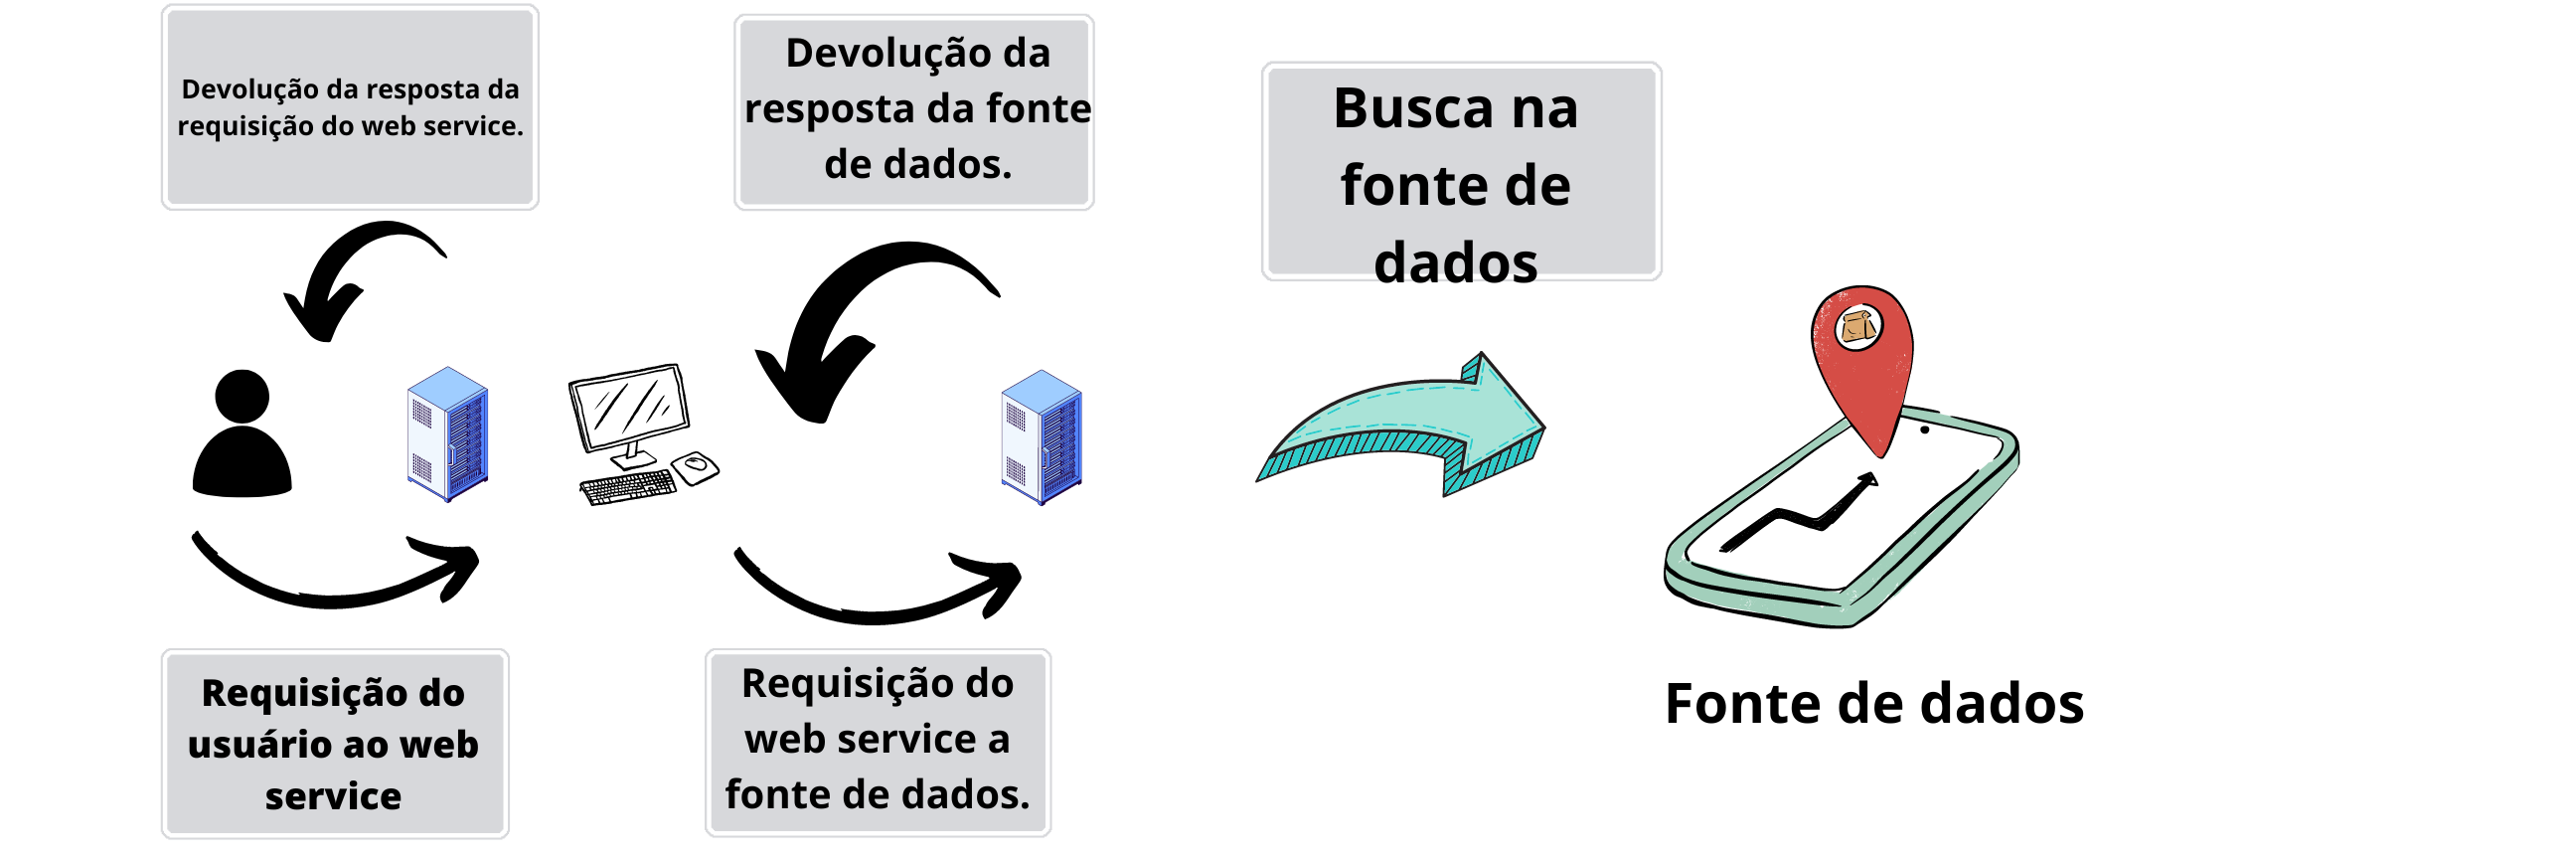 Devolução da resposta da
requisição do web service.
Devolução da
resposta da fonte
de dados.
Busca na
fonte de
dados
Requisição do
usuário ao web
service
Requisição do
web service a
fonte de dados.
Fonte de dados